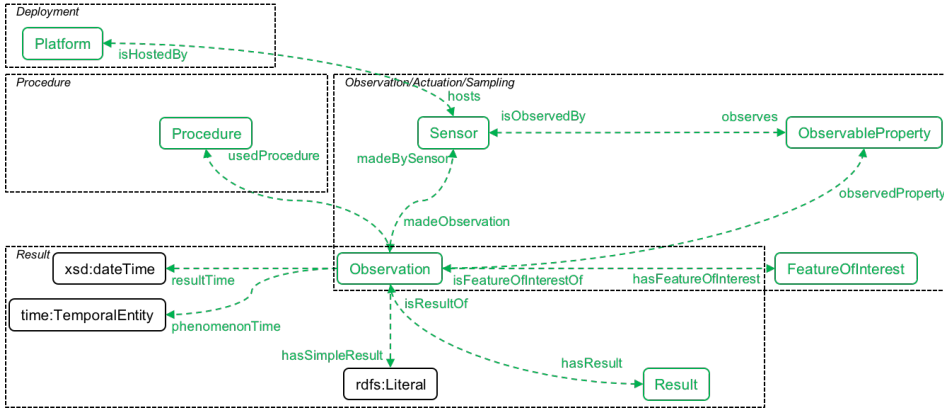 Deployment
Platform
isHostedBy
Procedure
Observation/Actuation/Sampling
hosts
Procedure
usedProcedure
Sensor
isObservedBy
observes
ObservableProperty
madeBySensor
observedProperty
madeObservation
Result
xsd:dateTime
resultTime
Observation
isFeatureOfInterestOf
hasFeatureOfInterest
FeatureOfInterest
time:TemporalEntity
phenomenonTime
isResultOf
hasSimpleResult
hasResult
rdfs:Literal
Result